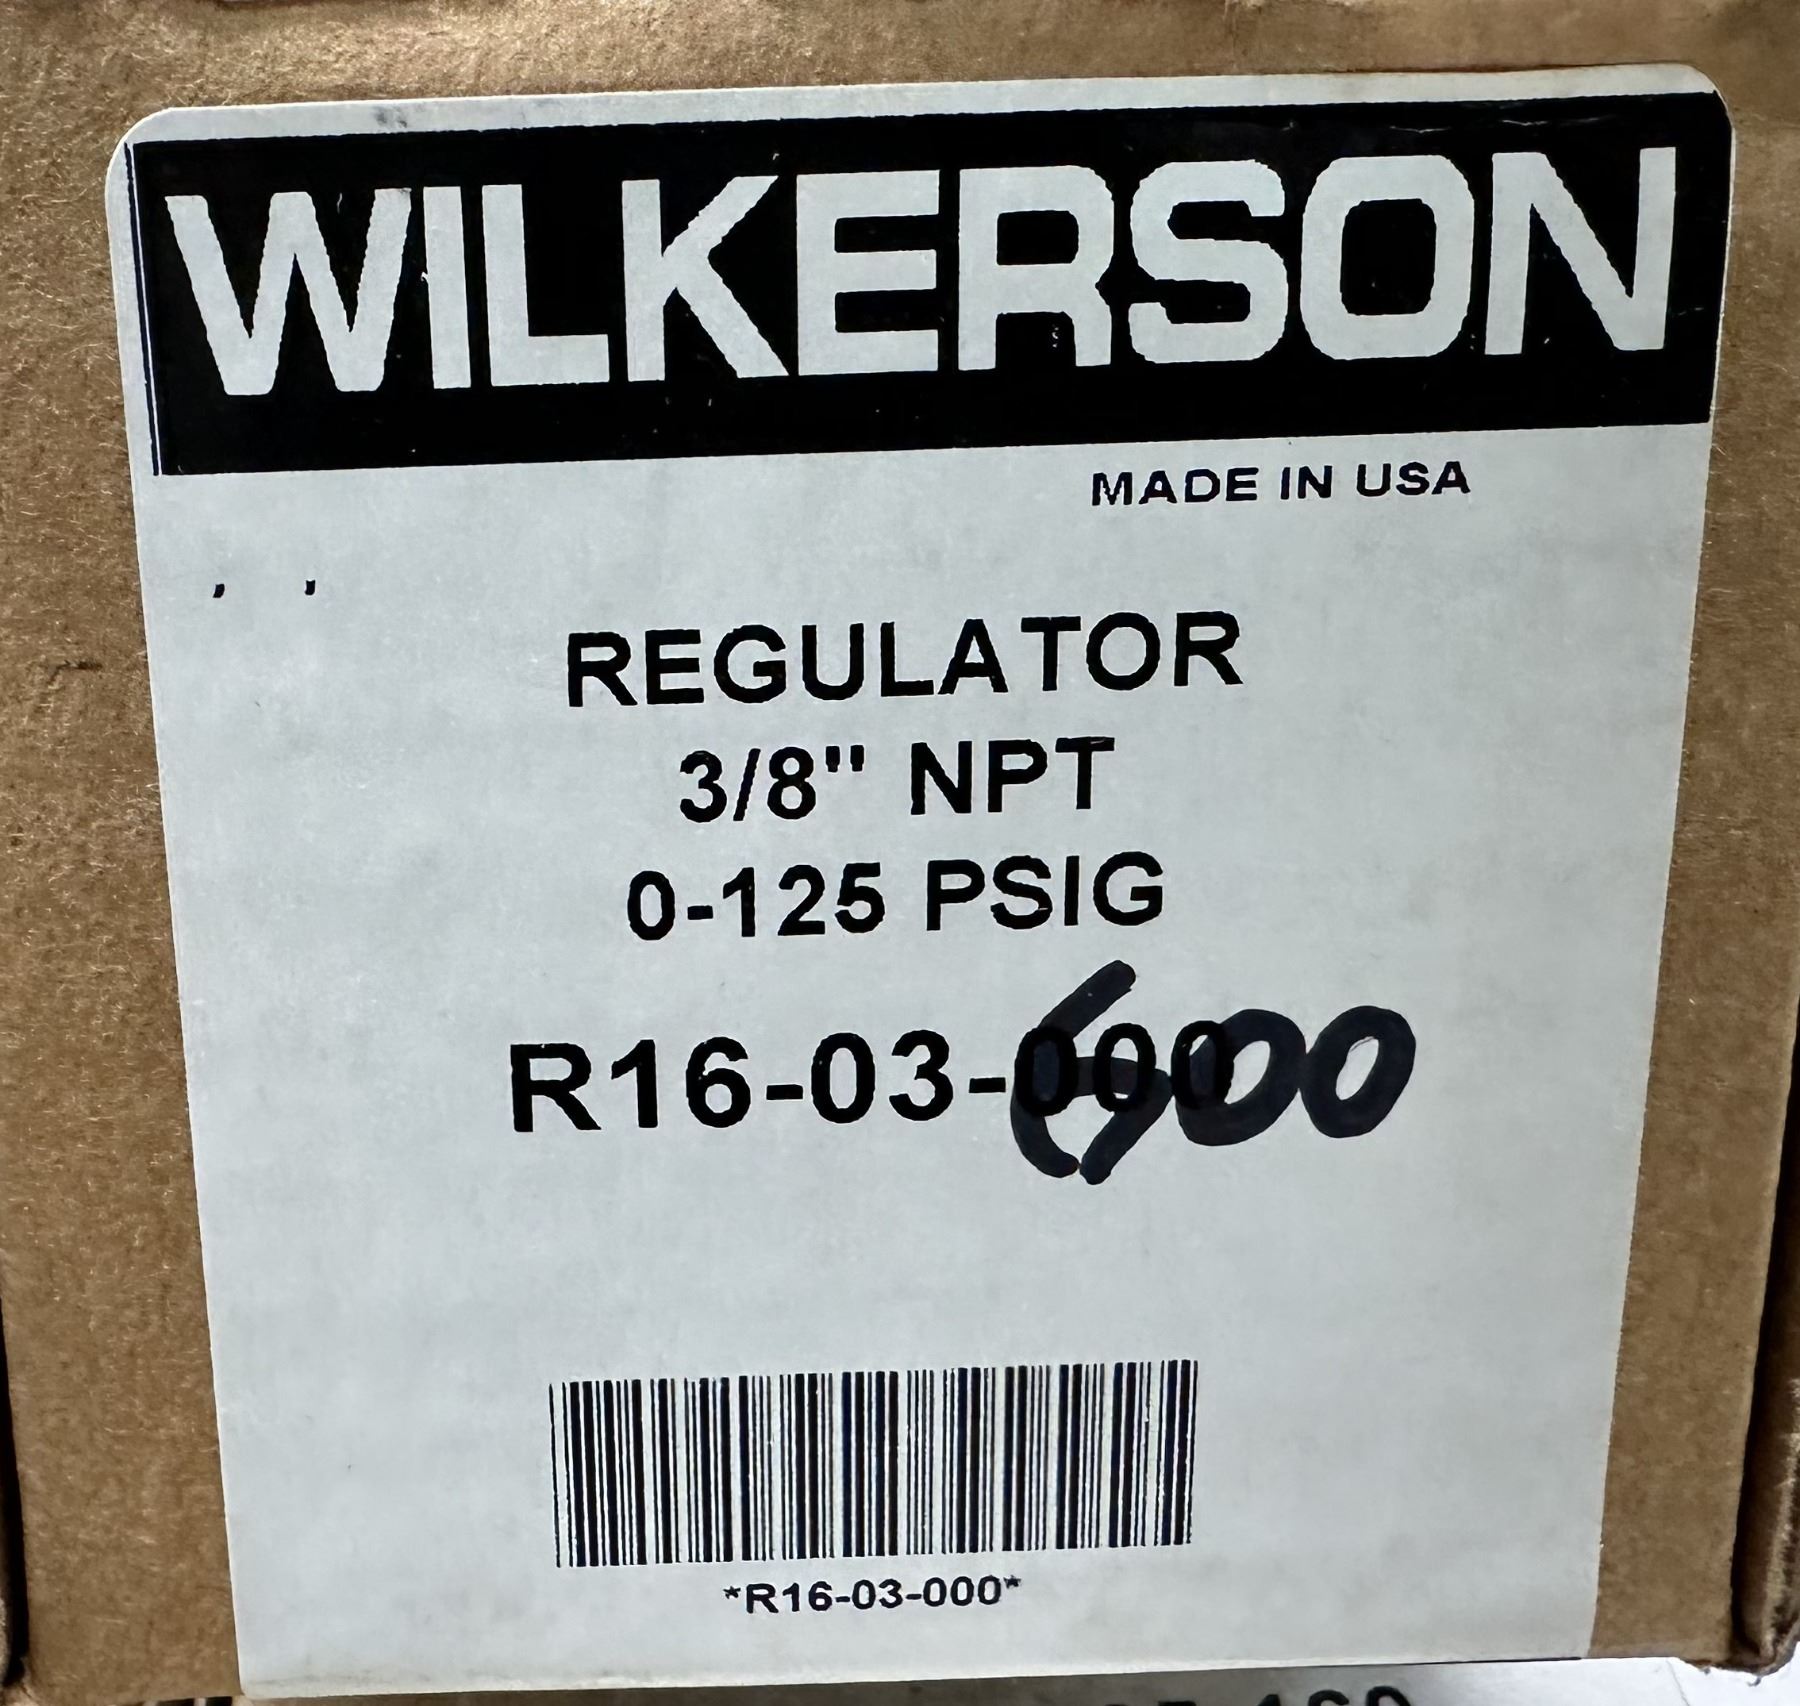 WILKERSON
MADE IN USA
REGULATOR
3/8" NPT
0-125 PSIG
R16-03-000
*R16-03-000*